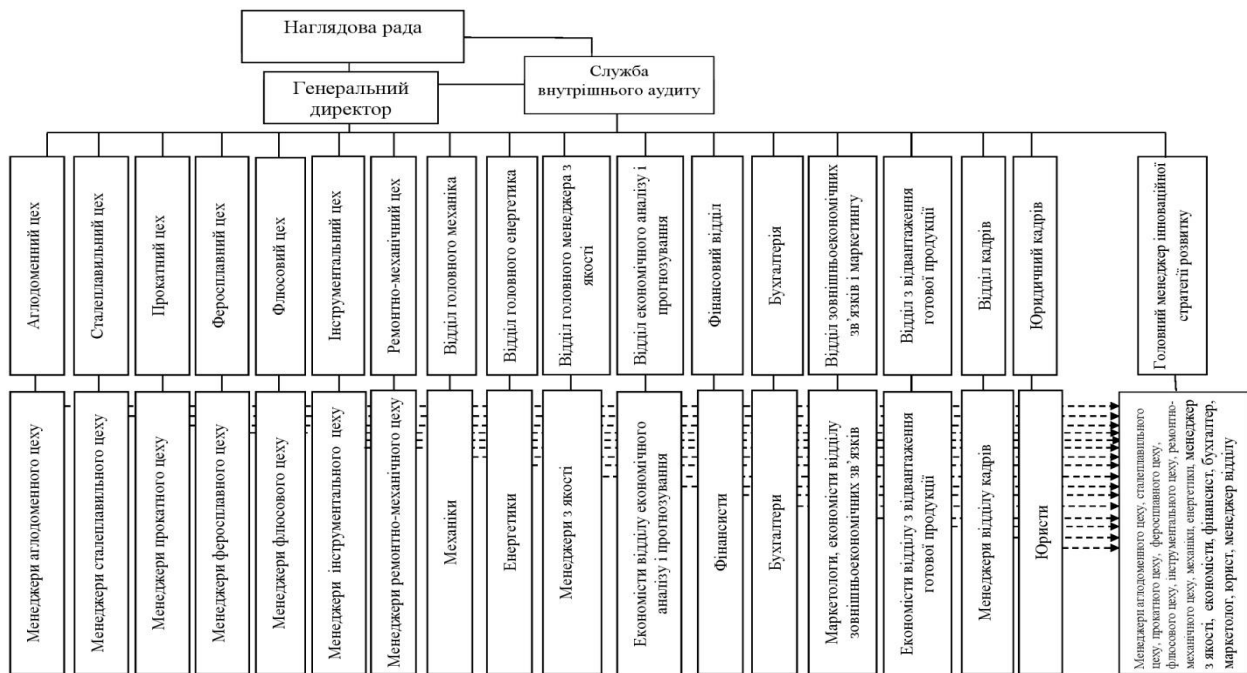 Наглядова рада
Служба
внутрішнього аудиту
Генеральний
директор
Аглодоменний цех
Сталеплавильний цех
Прокатний цех
Феросплавний цех
Флюсовий цех
Інструментальний цех
Ремонтно-механічний цех
Відділ головного механіка
Відділ головного енергетика
Відділ головного менеджера з
якості
Відділ економічного аналізу і
прогнозування
Фінансовий відділ
Бухгалтерія
Відділ зовнішньоекономічних
зв’язків і маркетингу
Відділ з відвантаження
готової продукції
Відділ кадрів
Юридичний кадрів
Головний менеджер інноваційної
стратегії розвитку
Менеджери аглодоменного цеху
Менеджери сталеплавильного цеху
Менеджери прокатного цеху
Менеджери феросплавного цеху
Менеджери флюсового цеху
Менеджери інструментального цеху
Менеджери ремонтно-механічного цеху
Механіки
Енергетики
Менеджери з якості
Економісти відділу економічного
аналізу і прогнозування
Фінансисти
Бухгалтери
Маркетологи, економісти відділу
зовнішньоекономічних зв’язків
Економісти відділу з відвантаження
готової продукції
Менеджери відділу кадрів
Юристи
Менеджери аглодоменного цеху, сталеплавильного
цеху, прокатного цеху, феросплавного цеху,
флюсового цеху, інструментального цеху, ремонтно-
механічного цеху, механіки, енергетики, менеджер
з якості, економісти, фінансист, бухгалтер,
маркетолог, юрист, менеджер відділу